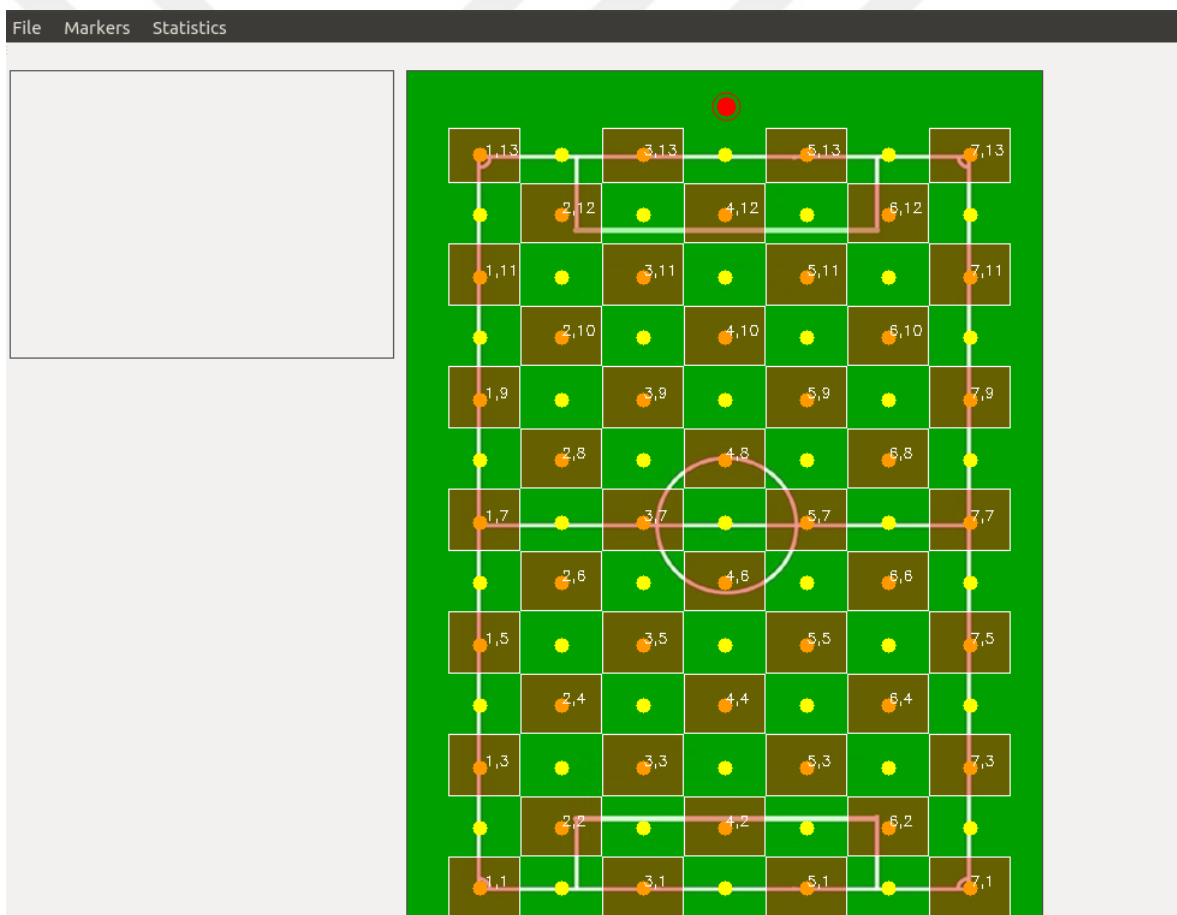 File Markers Statistics
1,13 3,13 5,13 7,13
2,12 4,12 6,12
1,11 3,11 5,11 7,11
2,10 4,10 6,10
1,9 3,9 5,9 7,9
2,8 4,8 6,8
1,7 3,7 5,7 7,7
2,6 4,6 6,6
1,5 3,5 5,5 7,5
2,4 4,4 6,4
1,3 3,3 5,3 7,3
2,2 4,2 6,2
1,1 3,1 5,1 7,1